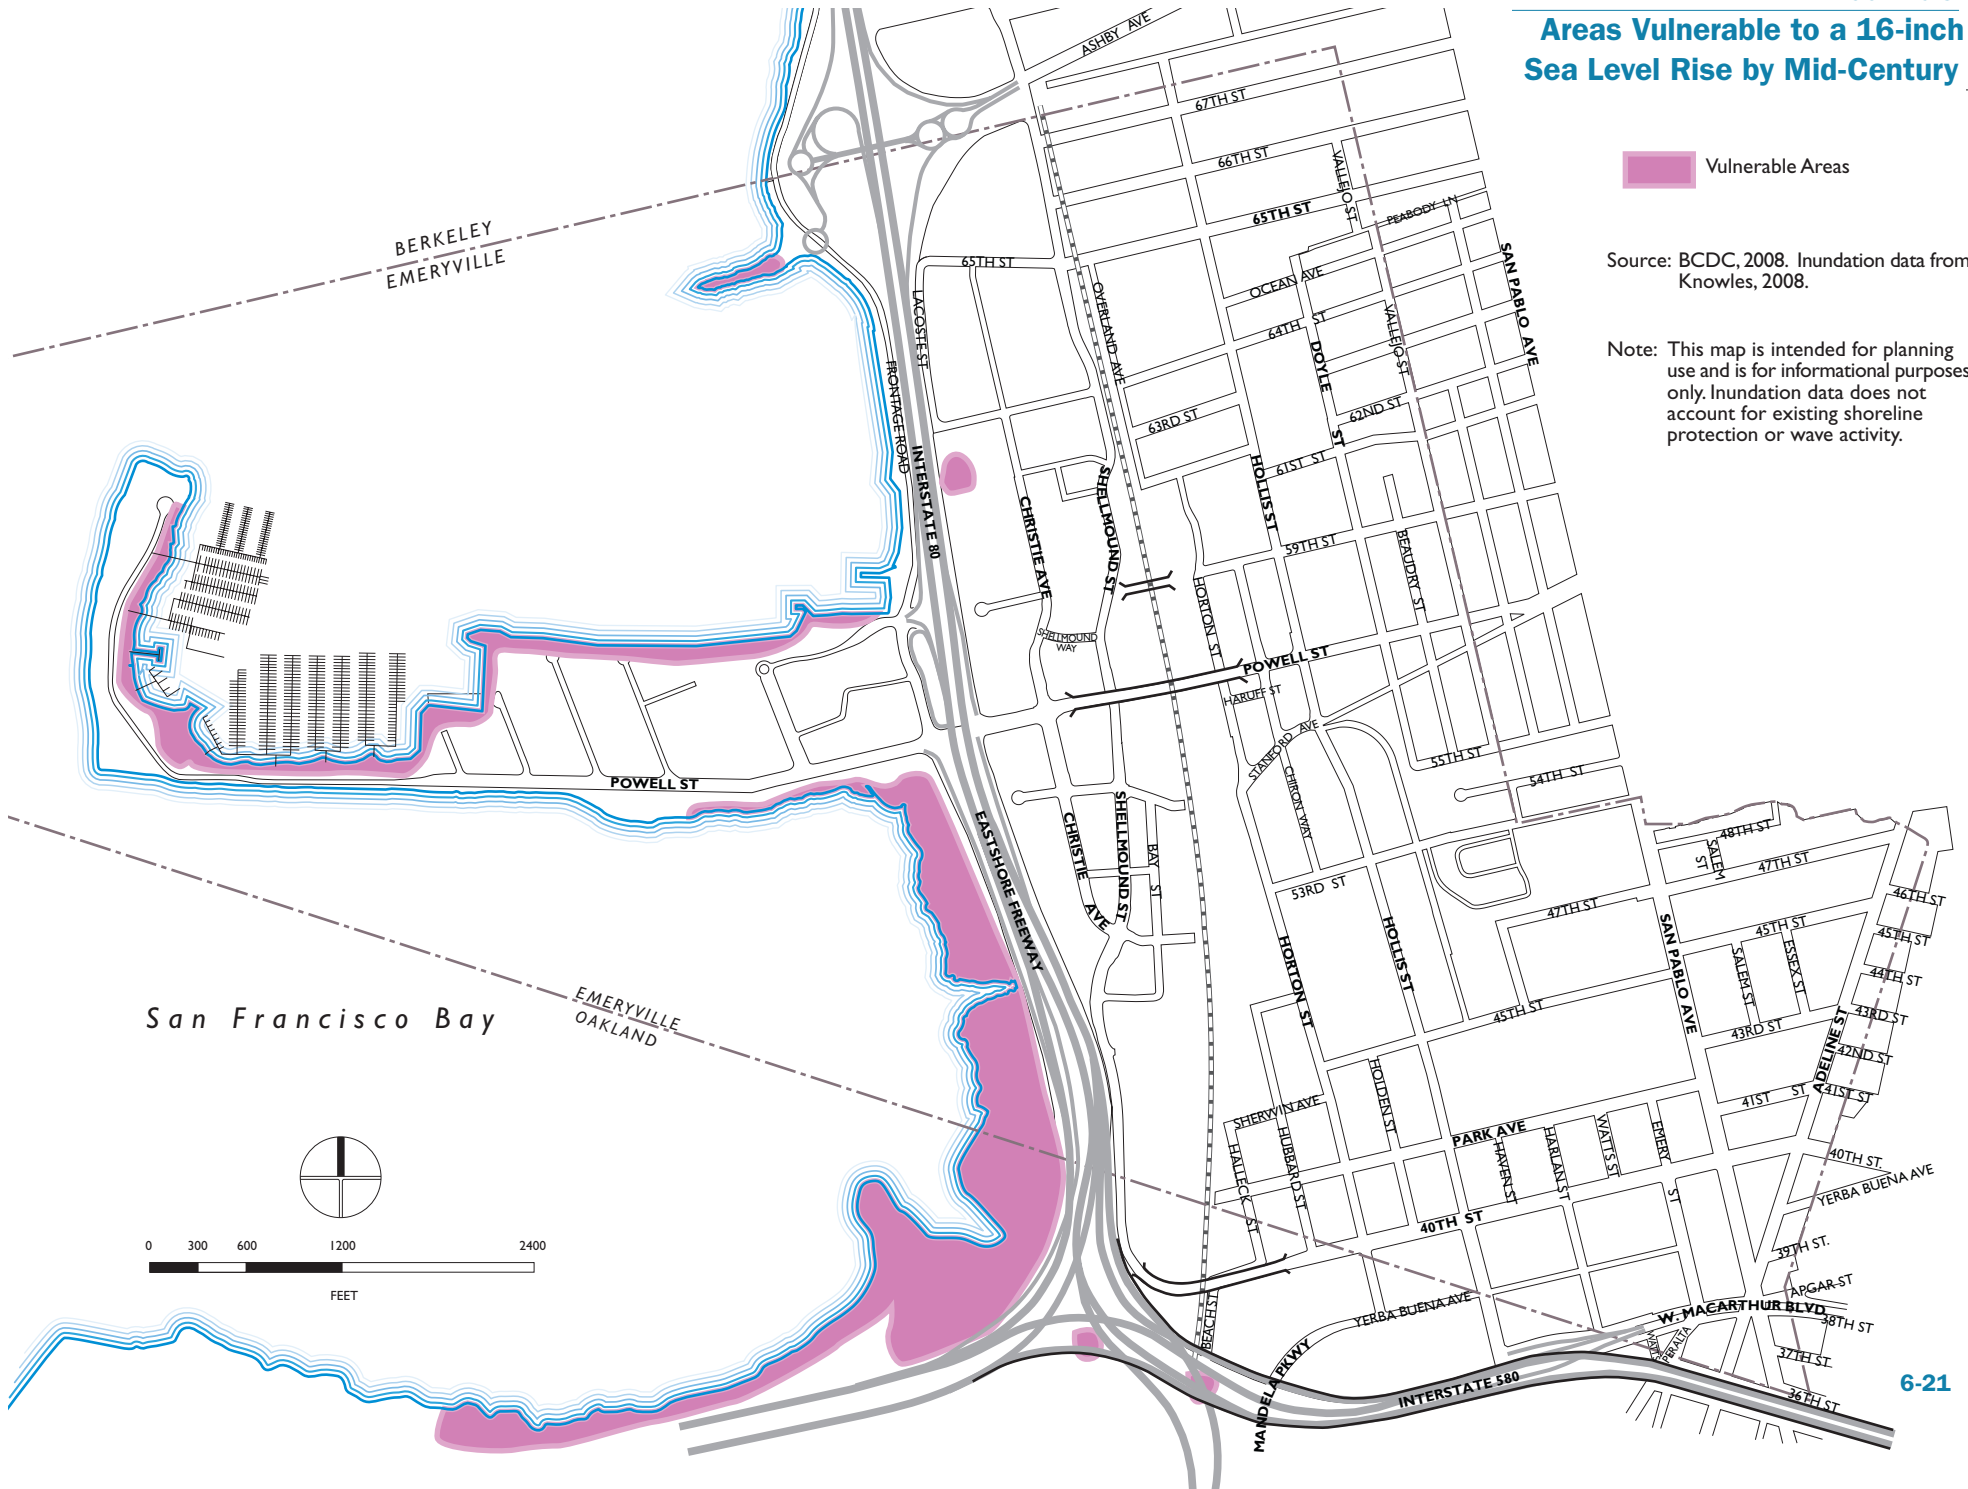 Areas Vulnerable to a 16-inch
Sea Level Rise by Mid-Century
Vulnerable Areas
Source: BCDC, 2008. Inundation data from
Knowles, 2008.
Note: This map is intended for planning
use and is for informational purposes
only. Inundation data does not
account for existing shoreline
protection or wave activity.
ASHBY AVE
67TH ST
66TH ST
VALLEJO ST
65TH ST
PEABODY LN
SAN PABLO AVE
BERKELEY
EMERYVILLE
65TH ST
OCEAN AVE
LACOSTE ST
OVERLAND AVE
64TH ST
VALLEJO ST
DOYLE ST
FRONTAGE ROAD
62ND ST
63RD ST
61ST ST
INTERSTATE 80
HOLLIS ST
SHELLMOUND ST
CHRISTIE AVE
59TH ST
BEAUDRY ST
HORTON ST
SHELLMOUND
WAY
POWELL ST
HARUFF ST
STANFORD AVE
55TH ST
54TH ST
CHIRON WAY
POWELL ST
EASTSHORE FREEWAY
CHRISTIE AVE
SHELLMOUND ST
BAY ST
48TH ST
SALEM ST
47TH ST
53RD ST
47TH ST
46TH ST
HOLLIS ST
SAN PABLO AVE
45TH ST
45TH ST
HORTON ST
SALEM ST
ESSEX ST
44TH ST
San Francisco Bay
EMERYVILLE
OAKLAND
45TH ST
43RD ST
43RD ST
ADELINE ST
42ND ST
HOLDEN ST
41ST ST
41ST ST
SHERWIN AVE
PARK AVE
HALLECK ST
HUBBARD ST
HAVEN ST
HARLAN ST
WATTS ST
EMERY ST
40TH ST.
YERBA BUENA AVE
40TH ST
39TH ST.
0 300 600 1200 2400
FEET
APGAR ST
YERBA BUENA AVE
W. MACARTHUR BLVD
38TH ST
BEACH ST
PERALTA
37TH ST
MANDELA PKWY
INTERSTATE 580
36TH ST
6-21